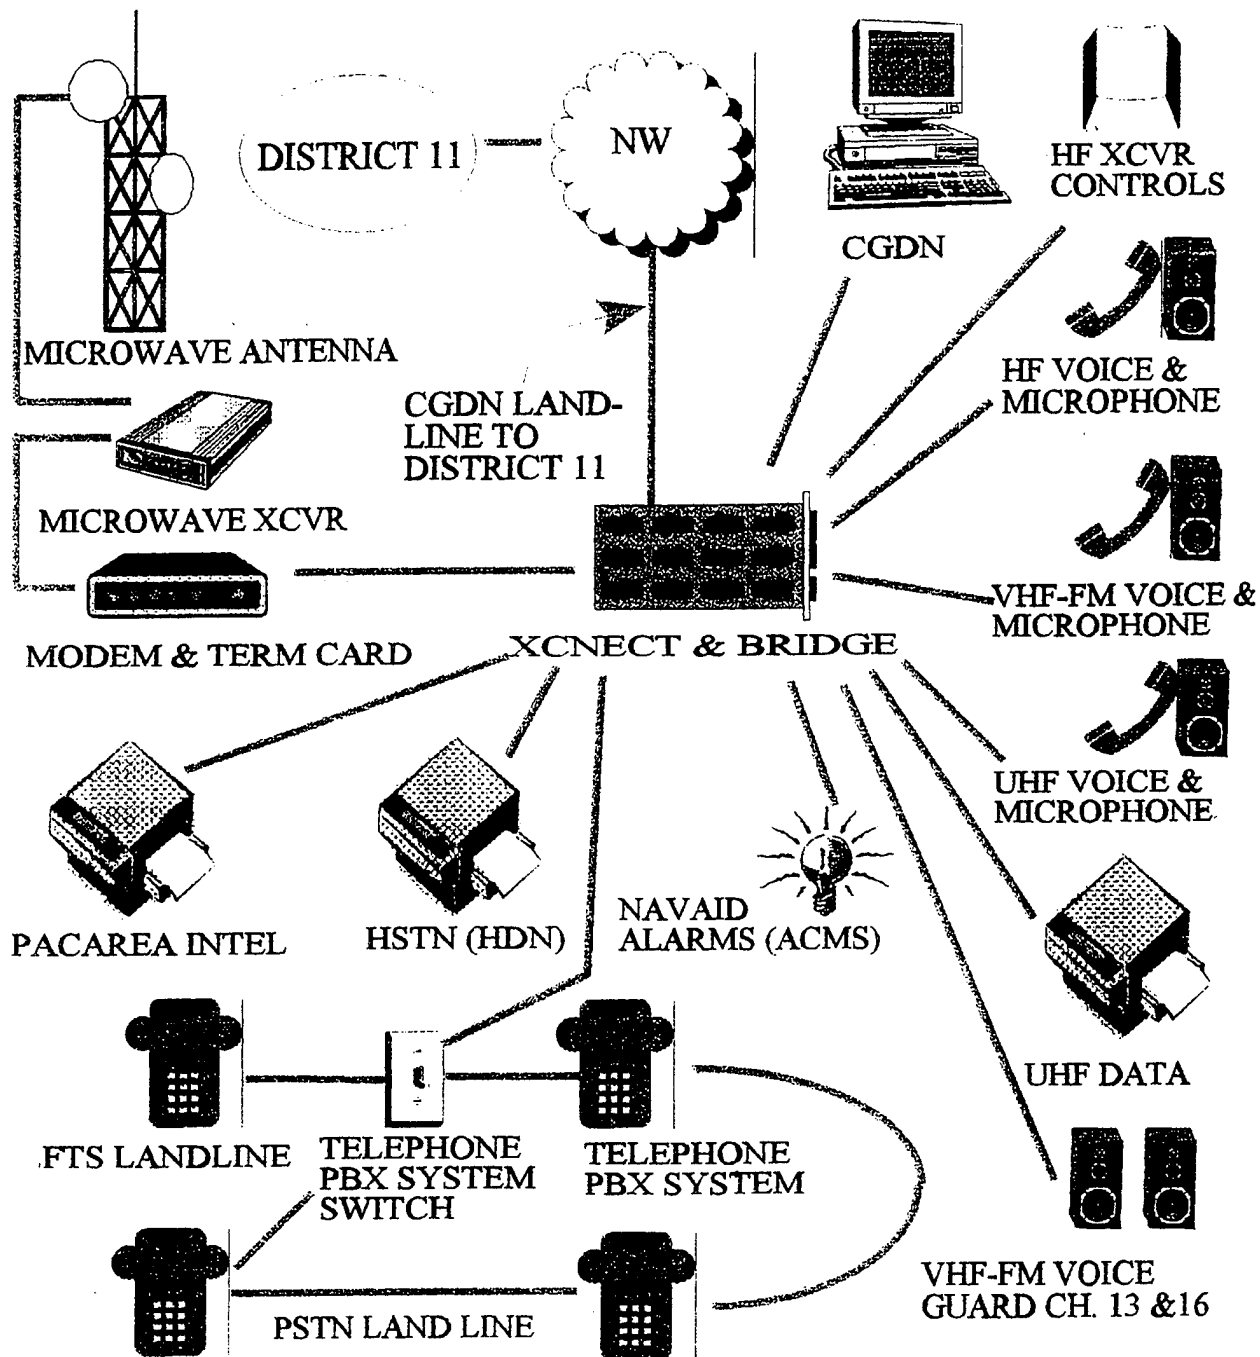 DISTRICT 11
NW
CGDN
HF XCVR
CONTROLS
MICROWAVE ANTENNA
CGDN LAND-
LINE TO
DISTRICT 11
HF VOICE &
MICROPHONE
MICROWAVE XCVR
MODEM & TERM CARD
XCNECT & BRIDGE
VHF-FM VOICE &
MICROPHONE
UHF VOICE &
MICROPHONE
PACAREA INTEL
HSTN (HDN)
NAVAID
ALARMS (ACMS)
UHF DATA
FTS LANDLINE
TELEPHONE
PBX SYSTEM
SWITCH
TELEPHONE
PBX SYSTEM
PSTN LAND LINE
VHF-FM VOICE
GUARD CH. 13 &16